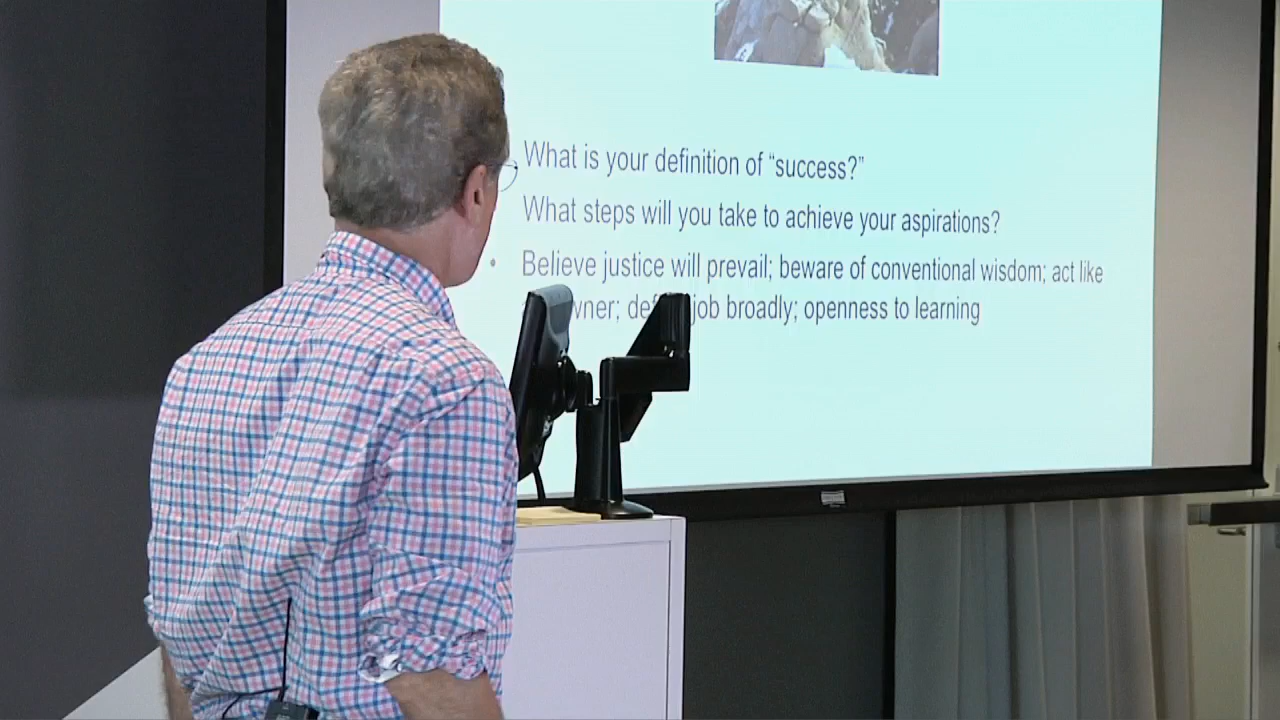 What is your definition of “success?”
What steps will you take to achieve your aspirations?
• Believe justice will prevail; beware of conventional wisdom; act like
job broadly; openness to learning